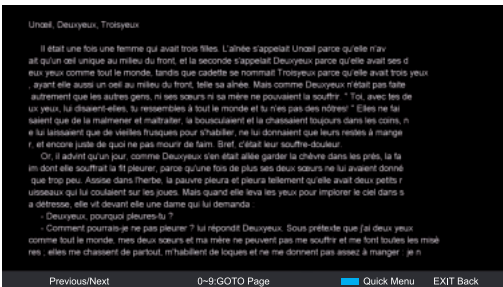 Unœil, Deuxyeux, Troisyeux
Il était une fois une femme qui avait trois filles. L'aînée s'appelait Unœil parce qu'elle n'av
ait qu'un œil unique au milieu du front, et la seconde s'appelait Deuxyeux parce qu'elle avait ses d
eux yeux comme tout le monde, tandis que cadette se nommait Troisyeux parce qu'elle avait trois yeux
, ayant elle aussi un oeil au milieu du front, telle sa aînée. Mais comme Deuxyeux n'était pas faite
autrement que les autres gens, ni ses sœurs ni sa mère ne pouvaient la souffrir. " Toi, avec tes de
ux yeux, lui disaient-elles, tu ressembles à tout le monde et tu n'es pas des nôtres! " Elles ne fai
saient que de la malmener et maltraiter, la bousculaient et la chassaient toujours dans les coins, n
e lui laissaient que de vieilles frusques pour s'habiller, ne lui donnaient que leurs restes à mange
r, et encore juste de quoi ne pas mourir de faim. Bref, c'était leur souffre-douleur.
Or, il advint qu'un jour, comme Deuxyeux s'en était allée garder la chèvre dans les prés, la fa
im dont elle souffrait la fit pleurer, parce qu'une fois de plus ses deux sœurs ne lui avaient donné
que trop peu. Assise dans l'herbe, la pauvre pleura et pleura tellement qu'elle avait deux petits r
uisseaux qui lui coulaient sur les joues. Mais quand elle leva les yeux pour implorer le ciel dans s
a détresse, elle vit devant elle une dame qui lui demanda :
- Deuxyeux, pourquoi pleures-tu ?
- Comment pourrais-je ne pas pleurer ? lui répondit Deuxyeux. Sous prétexte que j'ai deux yeux
comme tout le monde, mes deux sœurs et ma mère ne peuvent pas me souffrir et me font toutes les misè
res , elles me chassent de partout, m'habillent de loques et ne me donnent pas assez à manger : je n
Previous/Next 0~9:GOTO Page Quick Menu EXIT Back